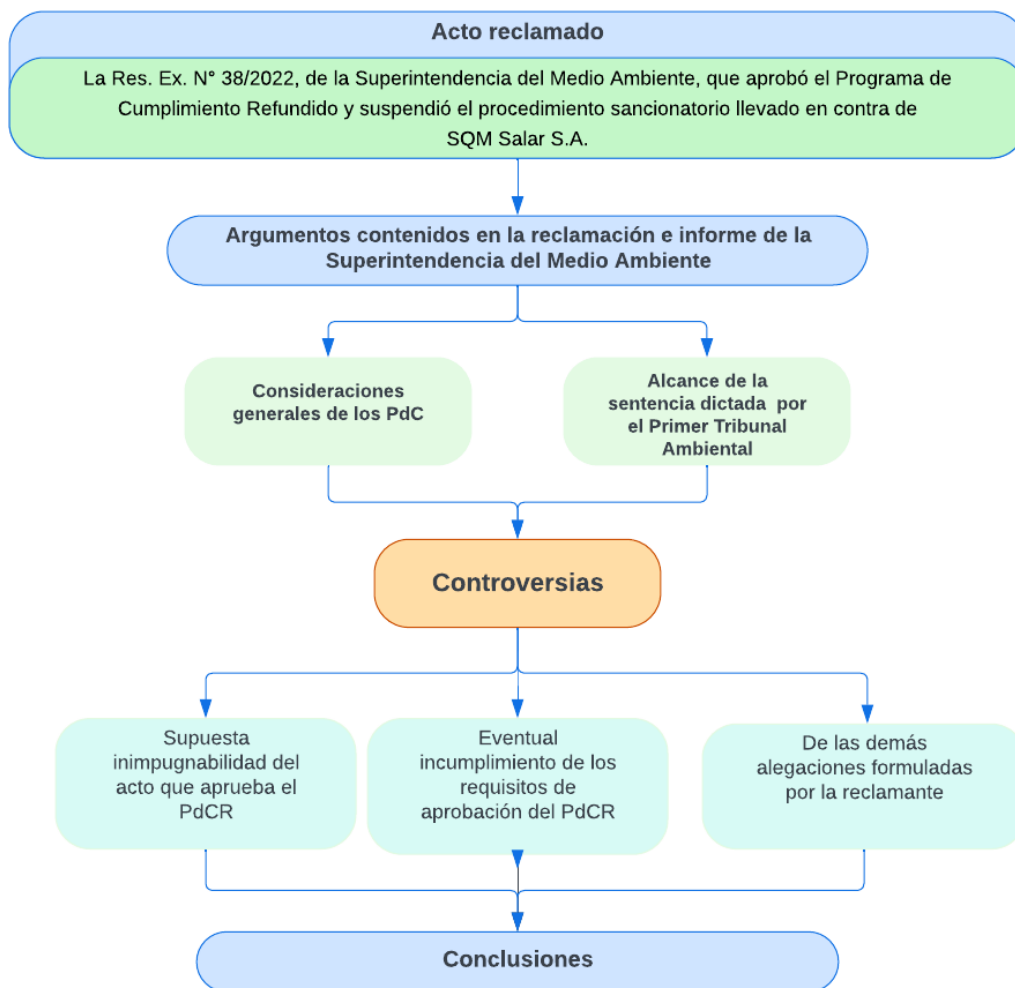 Acto reclamado
La Res. Ex. N° 38/2022, de la Superintendencia del Medio Ambiente, que aprobó el Programa de
Cumplimiento Refundido y suspendió el procedimiento sancionatorio llevado en contra de
SQM Salar S.A.
Argumentos contenidos en la reclamación e informe de la
Superintendencia del Medio Ambiente
Consideraciones
generales de los PdC
Alcance de la
sentencia dictada por
el Primer Tribunal
Ambiental
Controversias
Supuesta
inimpugnabilidad del
acto que aprueba el
PdCR
Eventual
incumplimiento de los
requisitos de
aprobación del PdCR
De las demás
alegaciones formuladas
por la reclamante
Conclusiones